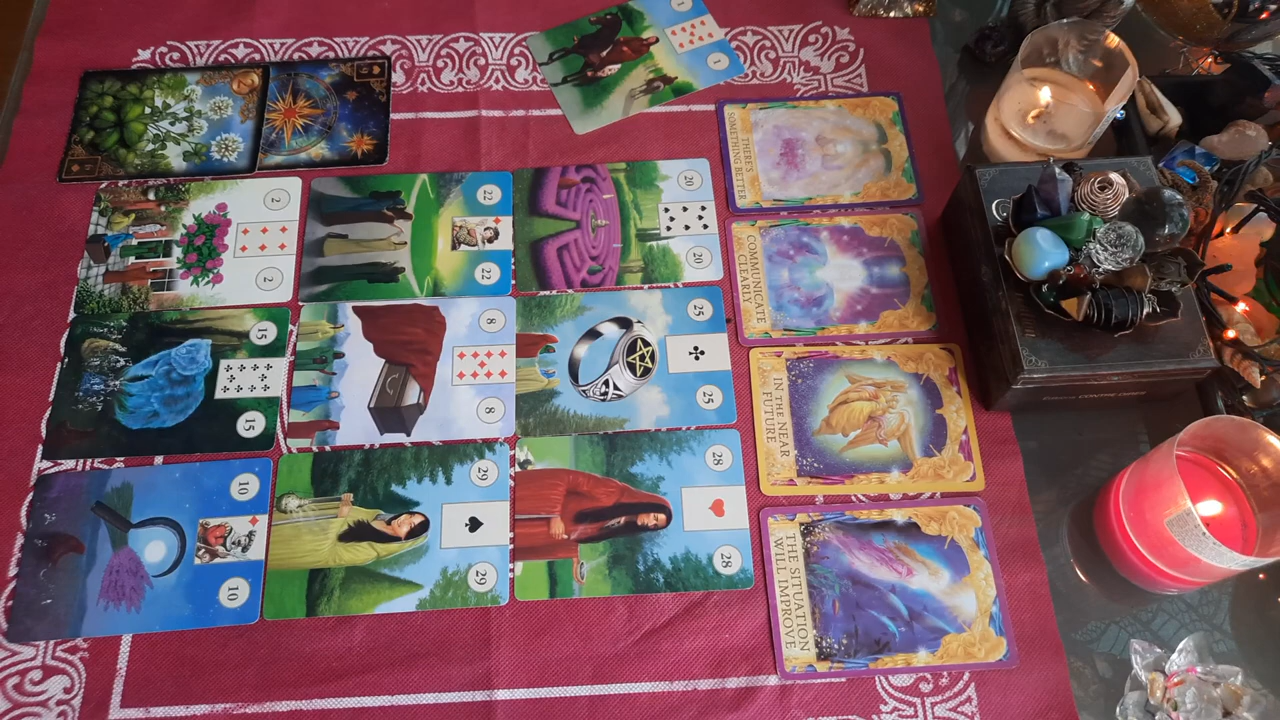 1
1
THERE'S
SOMETHING BETTER
COMMUNICATE
CLEARLY
IN THE NEAR
FUTURE
THE SITUATION
WILL IMPROVE
2
2
22
22
20
20
15
15
8
8
25
25
10
10
29
29
28
28